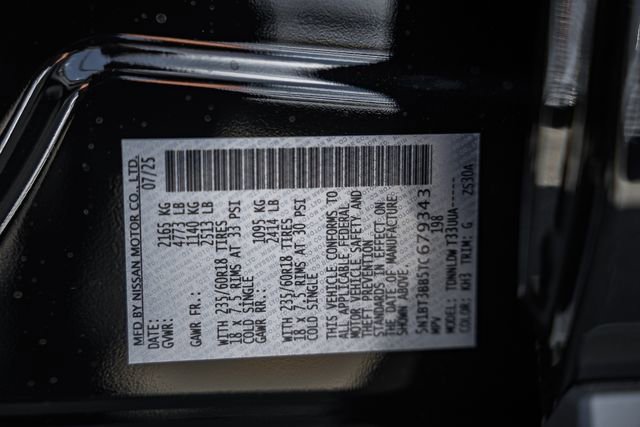 MFD BY NISSAN MOTOR CO., LTD.
DATE: 07/25
GVWR: 2165 KG
4773 LB
GAWR FR.: 1140 KG
2513 LB
WITH 235/60R18 TIRES
18 X 7.5 RIMS AT 33 PSI
COLD SINGLE
GAWR RR.: 1095 KG
2414 LB
WITH 235/60R18 TIRES
18 X 7.5 RIMS AT 30 PSI
COLD SINGLE
THIS VEHICLE CONFORMS TO
ALL APPLICABLE FEDERAL
MOTOR VEHICLE SAFETY AND
THEFT PREVENTION
STANDARDS IN EFFECT ON
THE DATE OF MANUFACTURE
SHOWN ABOVE.
5N1BT3BB5TC679343
MPV 198
MODEL: TDNNLDW T33UUA-----
COLOR: KH3 TRIM: G ZS30A